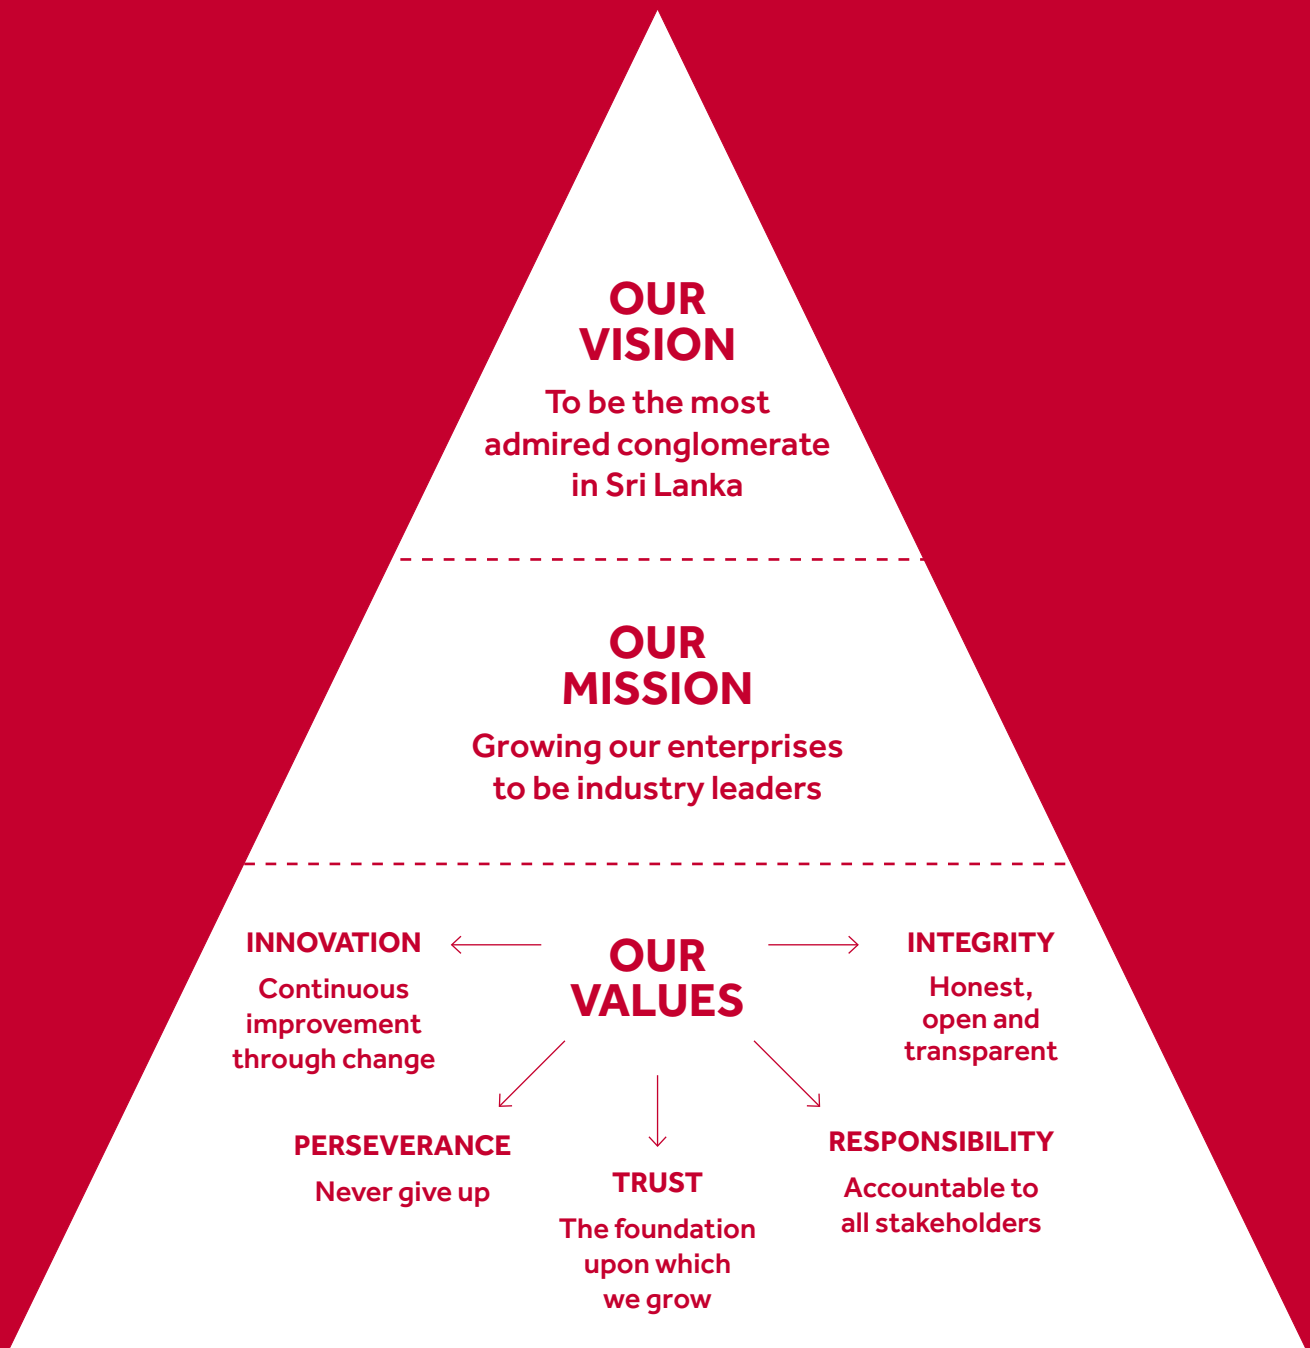 OUR
VISION
To be the most
admired conglomerate
in Sri Lanka
OUR
MISSION
Growing our enterprises
to be industry leaders
OUR
VALUES
INNOVATION
Continuous
improvement
through change
INTEGRITY
Honest,
open and
transparent
PERSEVERANCE
Never give up
TRUST
The foundation
upon which
we grow
RESPONSIBILITY
Accountable to
all stakeholders